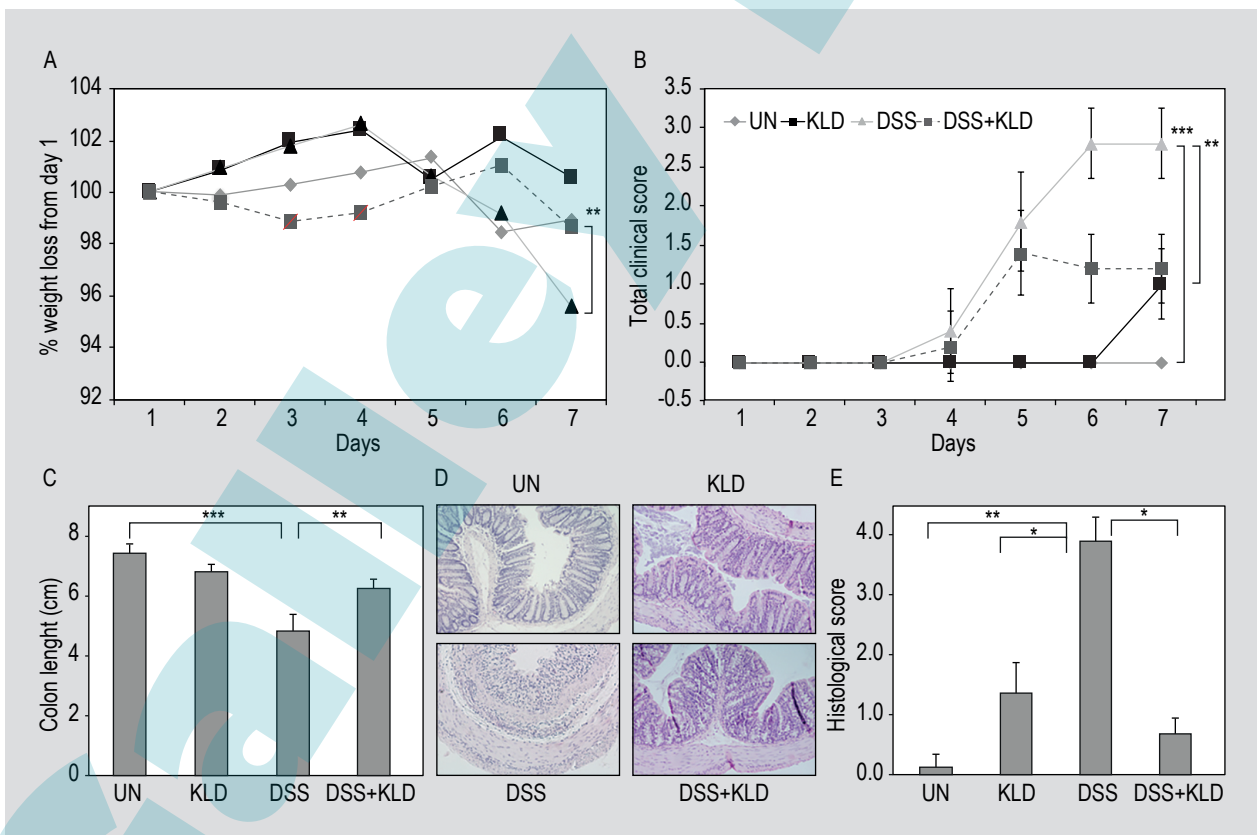 A
104
102
100
98
96
94
92
% weight loss from day 1
**
1 2 3 4 5 6 7
Days
B
3.5
3.0
2.5
2.0
1.5
1.0
0.5
0.0
-0.5
Total clinical score
UN KLD DSS DSS+KLD
*** **
1 2 3 4 5 6 7
Days
C
8
6
4
2
0
Colon lenght (cm)
*** **
UN KLD DSS DSS+KLD
D
UN KLD
DSS DSS+KLD
E
4.0
3.0
2.0
1.0
0.0
Histological score
** *
*
UN KLD DSS DSS+KLD